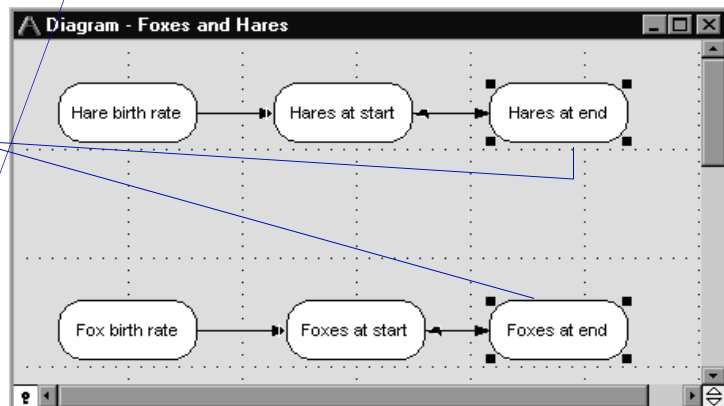 Diagram - Foxes and Hares
Hare birth rate
Hares at start
Hares at end
Fox birth rate
Foxes at start
Foxes at end
?